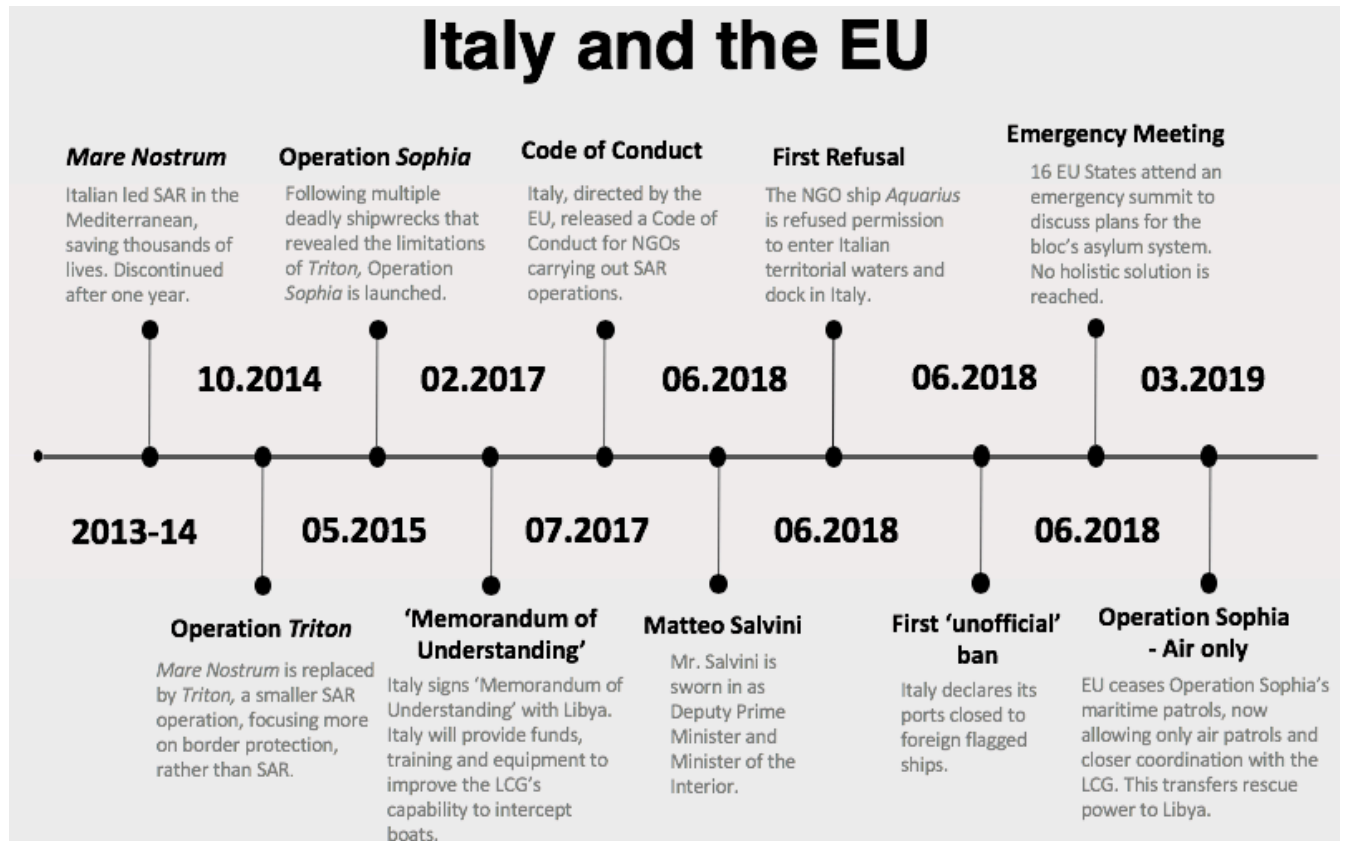 Italy and the EU
Mare Nostrum
Italian led SAR in the
Mediterranean,
saving thousands of
lives. Discontinued
after one year.
Operation Sophia
Following multiple
deadly shipwrecks that
revealed the limitations
of Triton, Operation
Sophia is launched.
Code of Conduct
Italy, directed by the
EU, released a Code of
Conduct for NGOs
carrying out SAR
operations.
First Refusal
The NGO ship Aquarius
is refused permission
to enter Italian
territorial waters and
dock in Italy.
Emergency Meeting
16 EU States attend an
emergency summit to
discuss plans for the
bloc's asylum system.
No holistic solution is
reached.
10.2014
02.2017
06.2018
06.2018
03.2019
2013-14
05.2015
07.2017
06.2018
06.2018
Operation Triton
Mare Nostrum is replaced
by Triton, a smaller SAR
operation, focusing more
on border protection,
rather than SAR.
'Memorandum of
Understanding'
Italy signs 'Memorandum of
Understanding' with Libya.
Italy will provide funds,
training and equipment to
improve the LCG's
capability to intercept
boats.
Matteo Salvini
Mr. Salvini is
sworn in as
Deputy Prime
Minister and
Minister of the
Interior.
First 'unofficial'
ban
Italy declares its
ports closed to
foreign flagged
ships.
Operation Sophia
- Air only
EU ceases Operation Sophia's
maritime patrols, now
allowing only air patrols and
closer coordination with the
LCG. This transfers rescue
power to Libya.